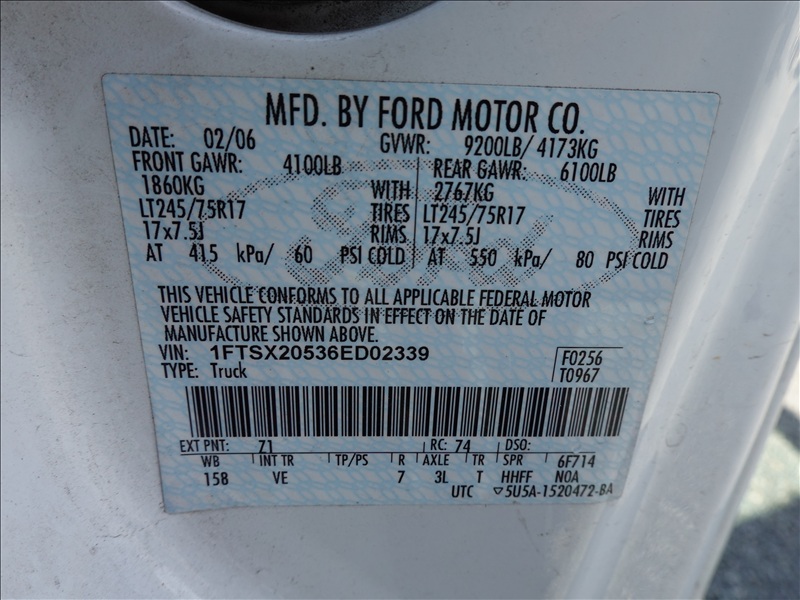 MFD. BY FORD MOTOR CO.
DATE: 02/06 GVWR: 9200LB/ 4173KG
FRONT GAWR: 4100LB REAR GAWR: 6100LB
1860KG WITH 2767KG WITH
LT245/75R17 TIRES LT245/75R17 TIRES
17x7.5J RIMS 17x7.5J RIMS
AT 415 kPa/ 60 PSI COLD AT 550 kPa/ 80 PSI COLD
Ford
THIS VEHICLE CONFORMS TO ALL APPLICABLE FEDERAL MOTOR
VEHICLE SAFETY STANDARDS IN EFFECT ON THE DATE OF
MANUFACTURE SHOWN ABOVE.
VIN: 1FTSX20536ED02339 F0256
TYPE: Truck T0967
EXT PNT: Z1 RC: 74 DSO:
WB INT TR TP/PS R AXLE TR SPR 6F714
158 VE 7 3L T HHFF NOA
UTC ▽5U5A-1520472-BA